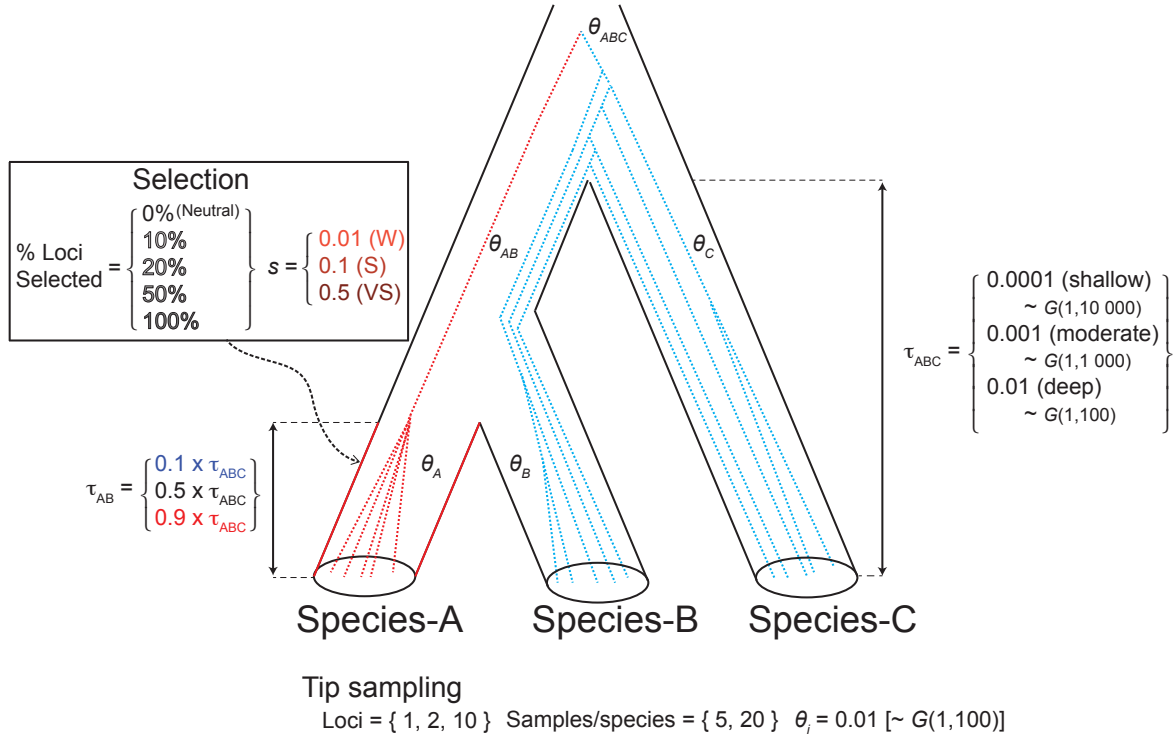 θABC
Selection
% Loci Selected = { 0% (Neutral) 10% 20% 50% 100% }
s = { 0.01 (W) 0.1 (S) 0.5 (VS) }
θAB
θC
τABC = { 0.0001 (shallow) ~ G(1,10 000) 0.001 (moderate) ~ G(1,1 000) 0.01 (deep) ~ G(1,100) }
τAB = { 0.1 x τABC 0.5 x τABC 0.9 x τABC }
θA
θB
Species-A
Species-B
Species-C
Tip sampling
Loci = { 1, 2, 10 } Samples/species = { 5, 20 } θi = 0.01 [~ G(1,100)]